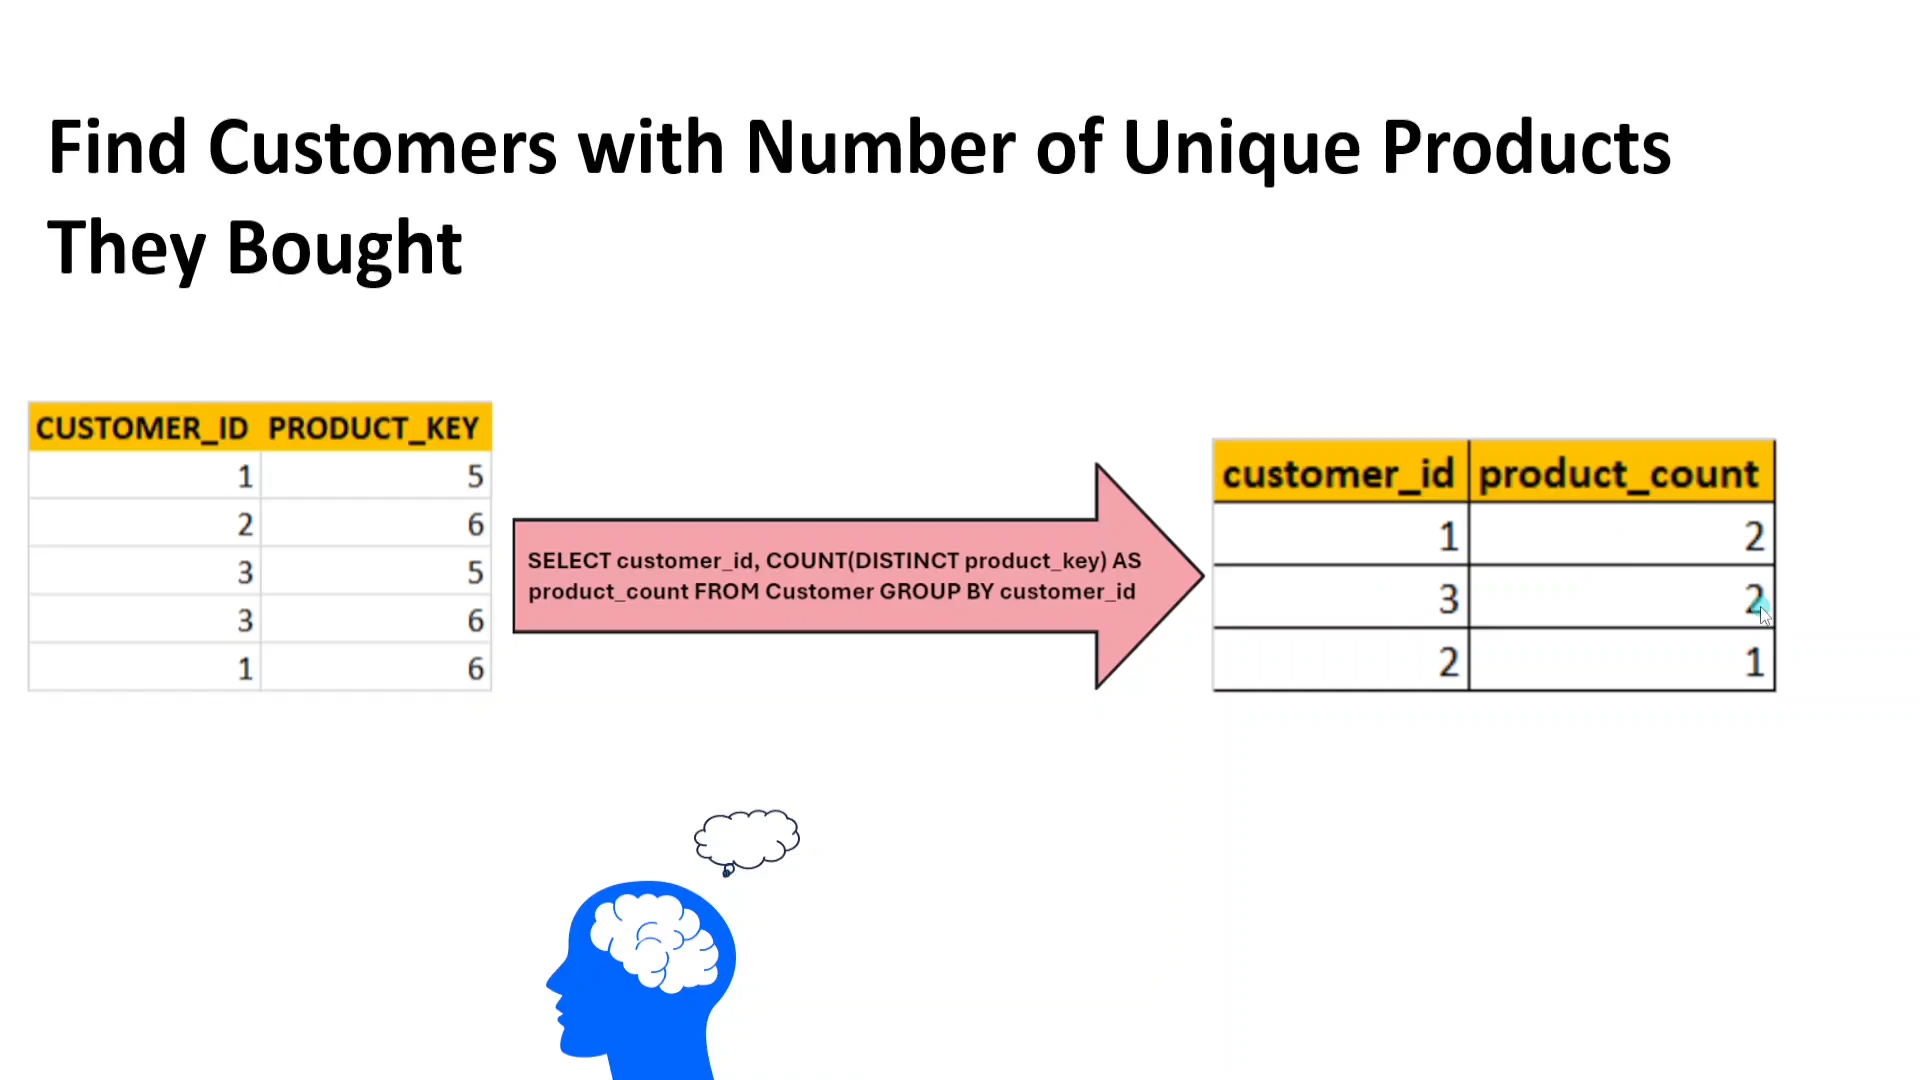 Find Customers with Number of Unique Products
They Bought
CUSTOMER_ID PRODUCT_KEY
1 5
2 6
3 5
3 6
1 6
SELECT customer_id, COUNT(DISTINCT product_key) AS
product_count FROM Customer GROUP BY customer_id
customer_id product_count
1 2
3 2
2 1